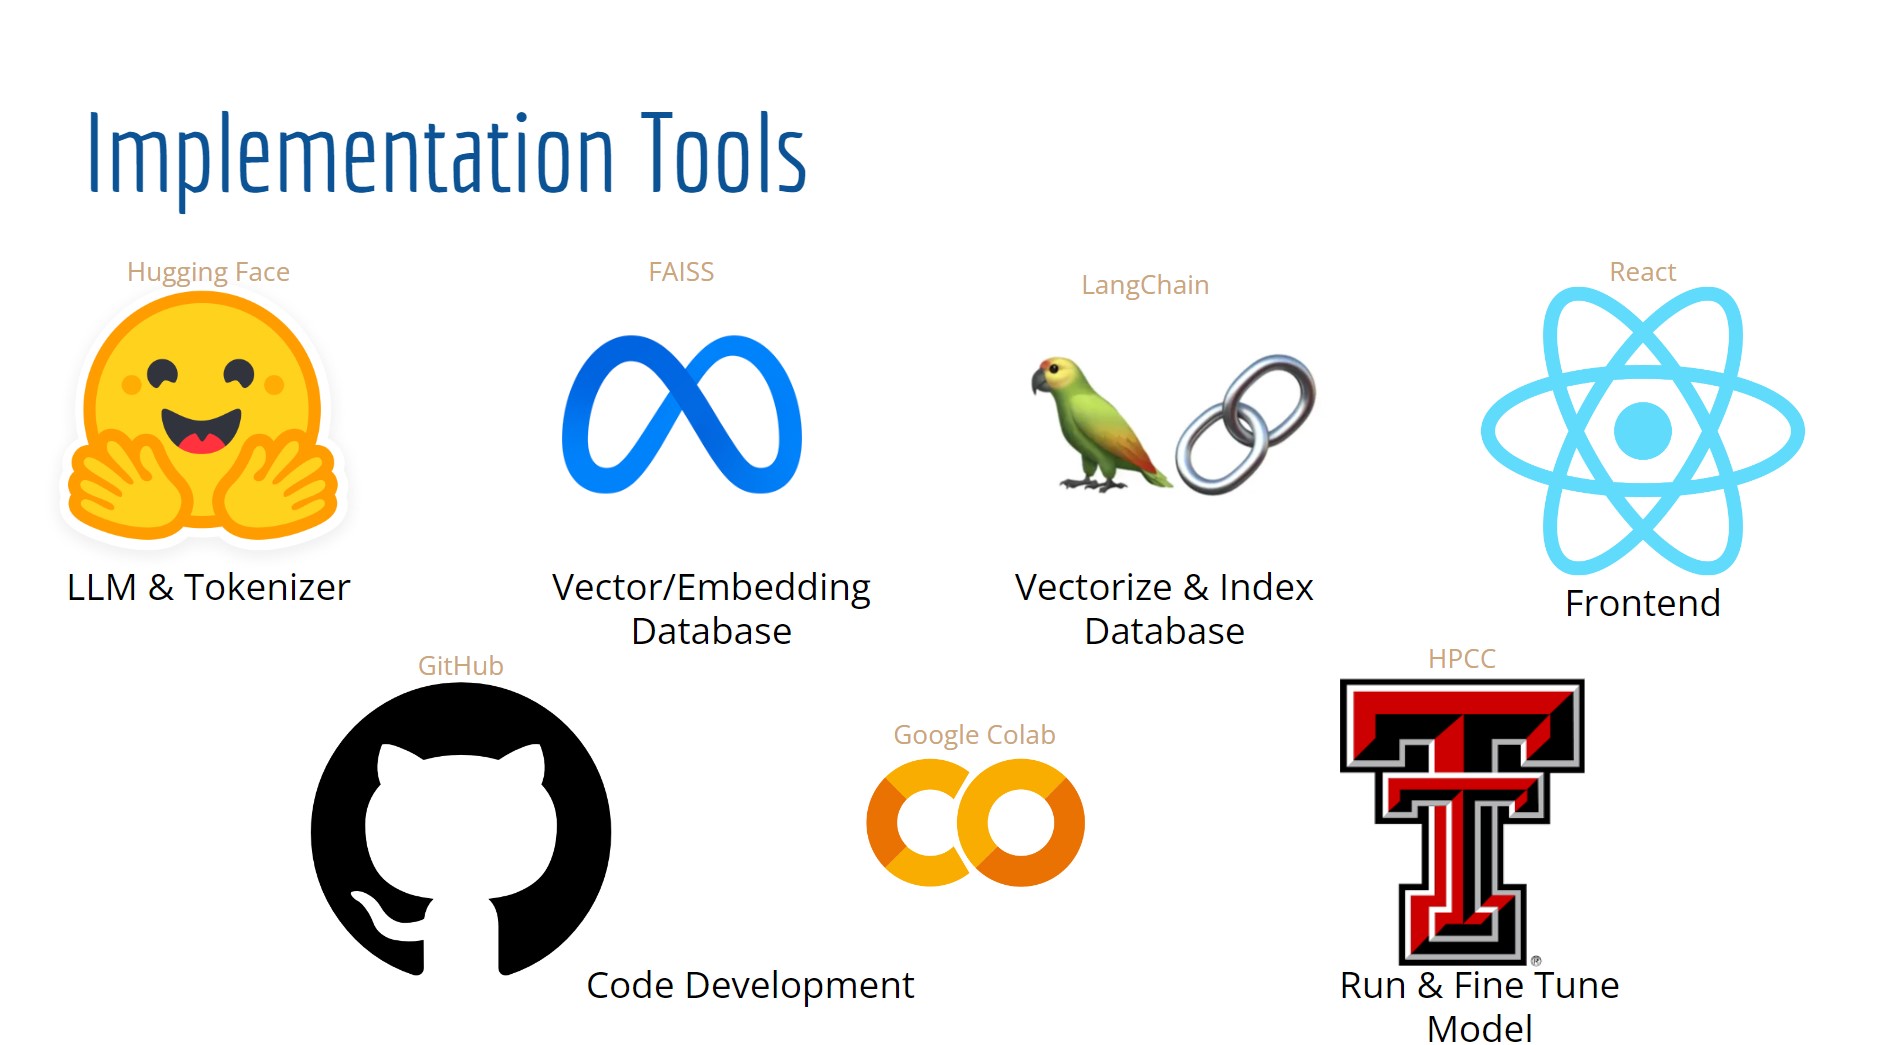 Implementation Tools
Hugging Face
FAISS
LangChain
React
LLM & Tokenizer
Vector/Embedding
Database
Vectorize & Index
Database
Frontend
GitHub
Google Colab
HPCC
®
Code Development
Run & Fine Tune
Model